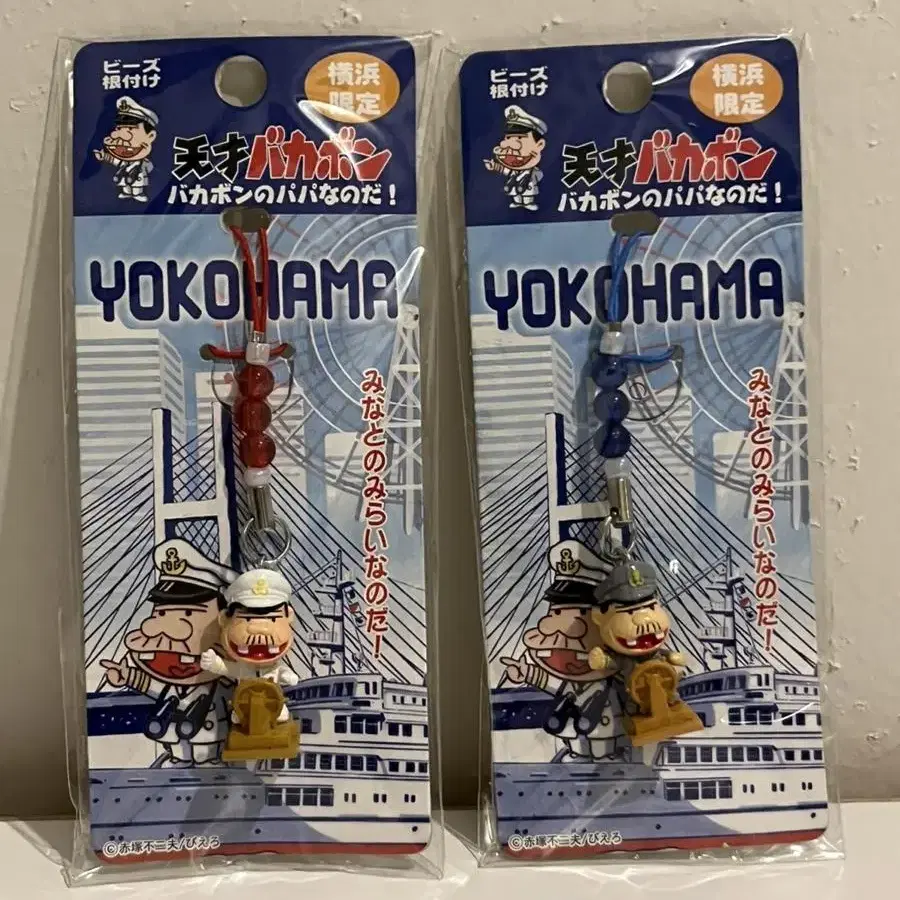 ビーズ
根付け
横浜
限定
天才バカボン
バカボンのパパなのだ!
YOKOHAMA
みなとのみらいなのだ!
©赤塚不二夫/ぴえろ
ビーズ
根付け
横浜
限定
天才バカボン
バカボンのパパなのだ!
YOKOHAMA
みなとのみらいなのだ!
©赤塚不二夫/ぴえろ